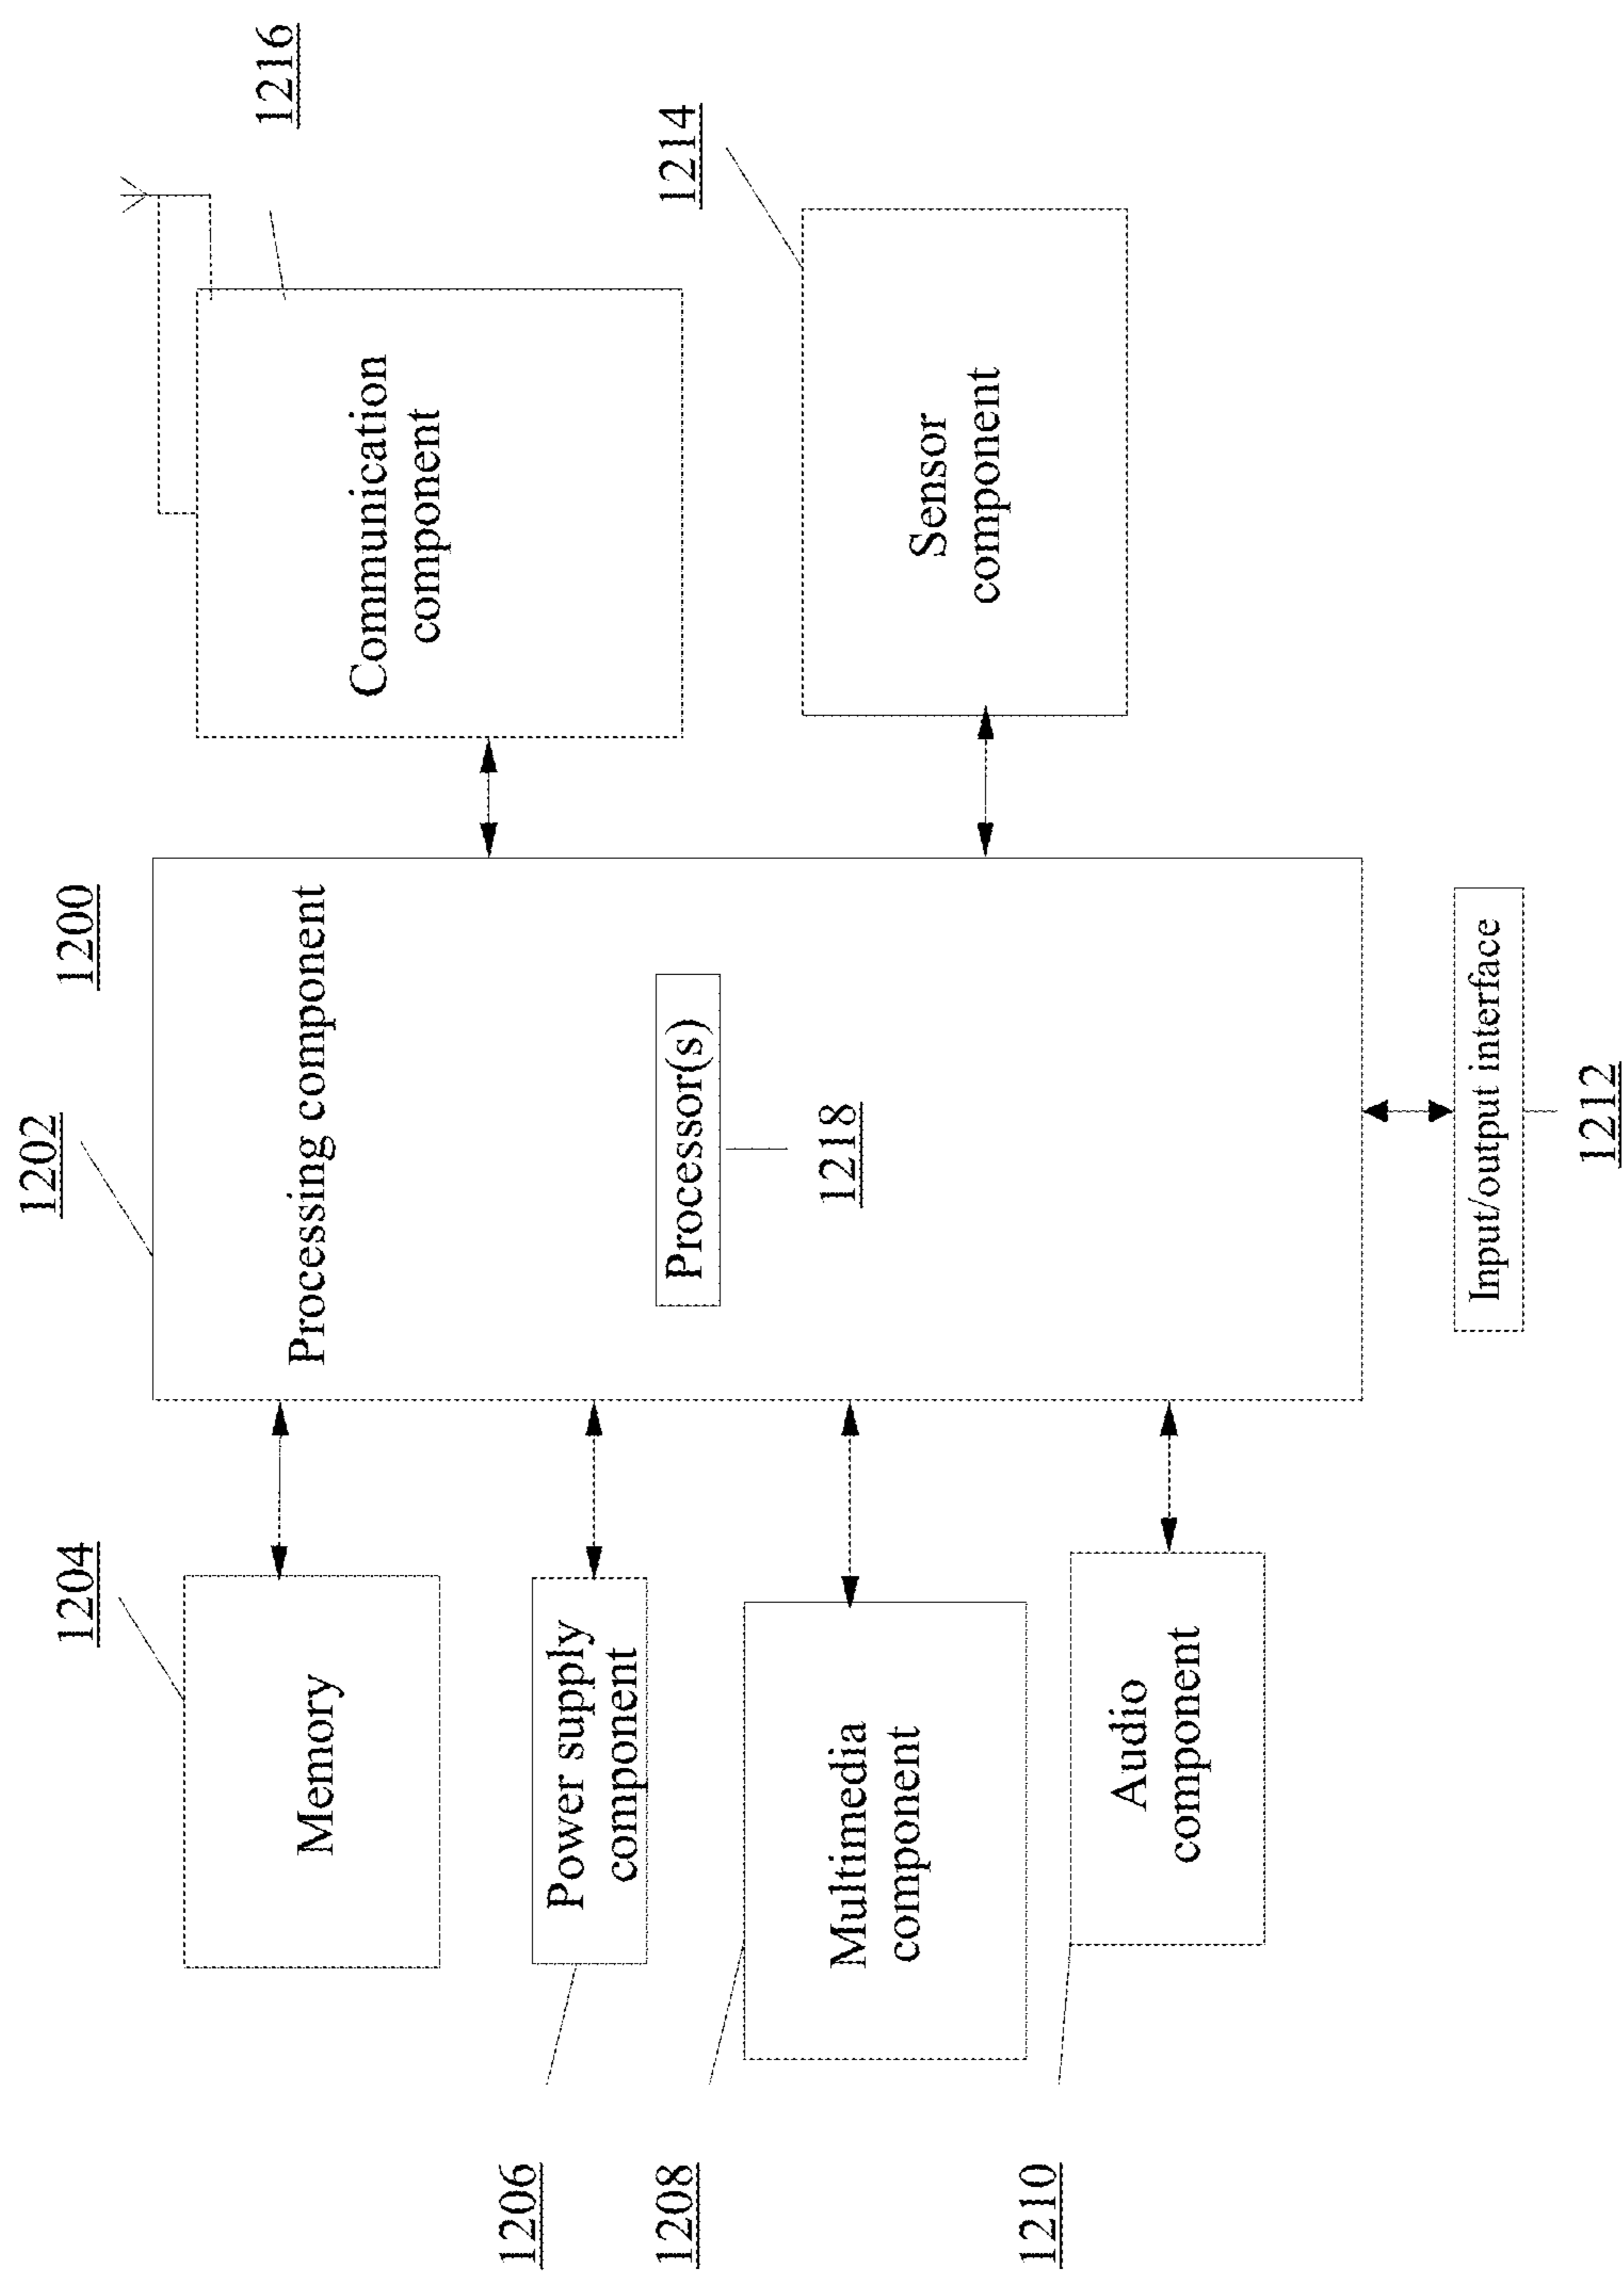 1200
1202
Processing component
Processor(s)
1218
1204
Memory
1206
Power supply
component
1208
Multimedia
component
1210
Audio
component
1216
Communication
component
1214
Sensor
component
Input/output interface
1212